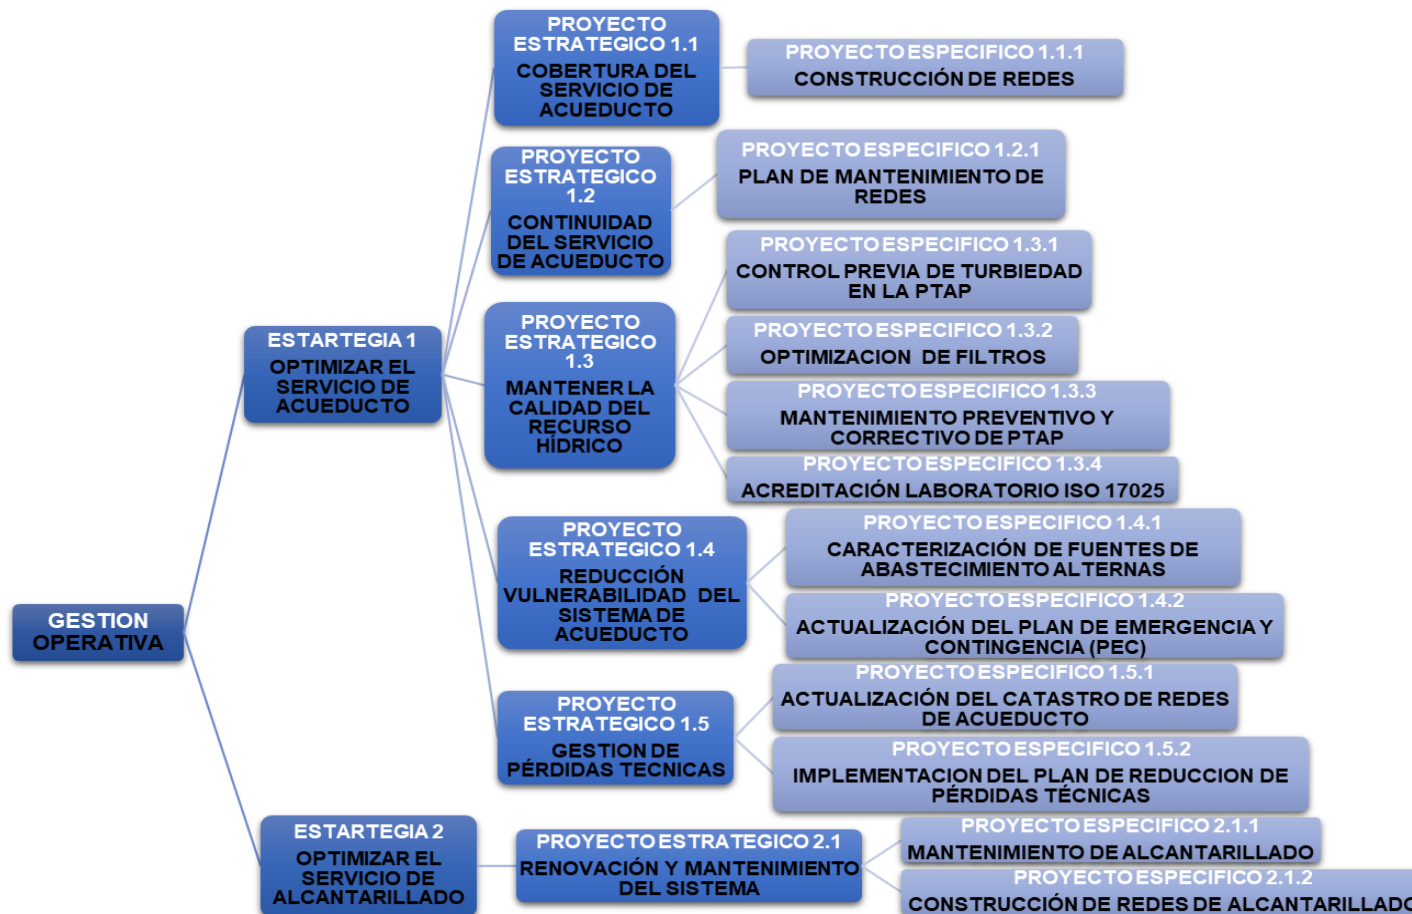 GESTION
OPERATIVA
ESTARTEGIA 1
OPTIMIZAR EL
SERVICIO DE
ACUEDUCTO
PROYECTO
ESTRATEGICO 1.1
COBERTURA DEL
SERVICIO DE
ACUEDUCTO
PROYECTO ESPECIFICO 1.1.1
CONSTRUCCIÓN DE REDES
PROYECTO
ESTRATEGICO
1.2
CONTINUIDAD
DEL SERVICIO
DE ACUEDUCTO
PROYECTO ESPECIFICO 1.2.1
PLAN DE MANTENIMIENTO DE
REDES
PROYECTO
ESTRATEGICO
1.3
MANTENER LA
CALIDAD DEL
RECURSO
HÍDRICO
PROYECTO ESPECIFICO 1.3.1
CONTROL PREVIA DE TURBIEDAD
EN LA PTAP
PROYECTO ESPECIFICO 1.3.2
OPTIMIZACION DE FILTROS
PROYECTO ESPECIFICO 1.3.3
MANTENIMIENTO PREVENTIVO Y
CORRECTIVO DE PTAP
PROYECTO ESPECIFICO 1.3.4
ACREDITACIÓN LABORATORIO ISO 17025
PROYECTO
ESTRATEGICO 1.4
REDUCCIÓN
VULNERABILIDAD DEL
SISTEMA DE
ACUEDUCTO
PROYECTO ESPECIFICO 1.4.1
CARACTERIZACIÓN DE FUENTES DE
ABASTECIMIENTO ALTERNAS
PROYECTO ESPECIFICO 1.4.2
ACTUALIZACIÓN DEL PLAN DE EMERGENCIA Y
CONTINGENCIA (PEC)
PROYECTO
ESTRATEGICO 1.5
GESTION DE
PÉRDIDAS TECNICAS
PROYECTO ESPECIFICO 1.5.1
ACTUALIZACIÓN DEL CATASTRO DE REDES
DE ACUEDUCTO
PROYECTO ESPECIFICO 1.5.2
IMPLEMENTACION DEL PLAN DE REDUCCION DE
PÉRDIDAS TÉCNICAS
ESTARTEGIA 2
OPTIMIZAR EL
SERVICIO DE
ALCANTARILLADO
PROYECTO ESTRATEGICO 2.1
RENOVACIÓN Y MANTENIMIENTO
DEL SISTEMA
PROYECTO ESPECIFICO 2.1.1
MANTENIMIENTO DE ALCANTARILLADO
PROYECTO ESPECIFICO 2.1.2
CONSTRUCCIÓN DE REDES DE ALCANTARILLADO